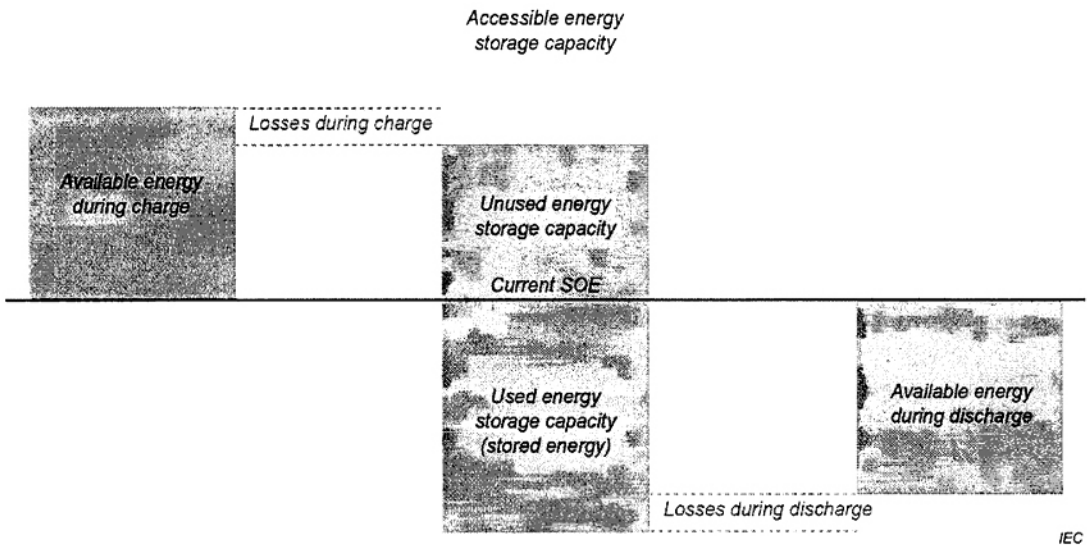 Accessible energy
storage capacity
Losses during charge
Available energy
during charge
Unused energy
storage capacity
Current SOE
Used energy
storage capacity
(stored energy)
Available energy
during discharge
Losses during discharge
IEC